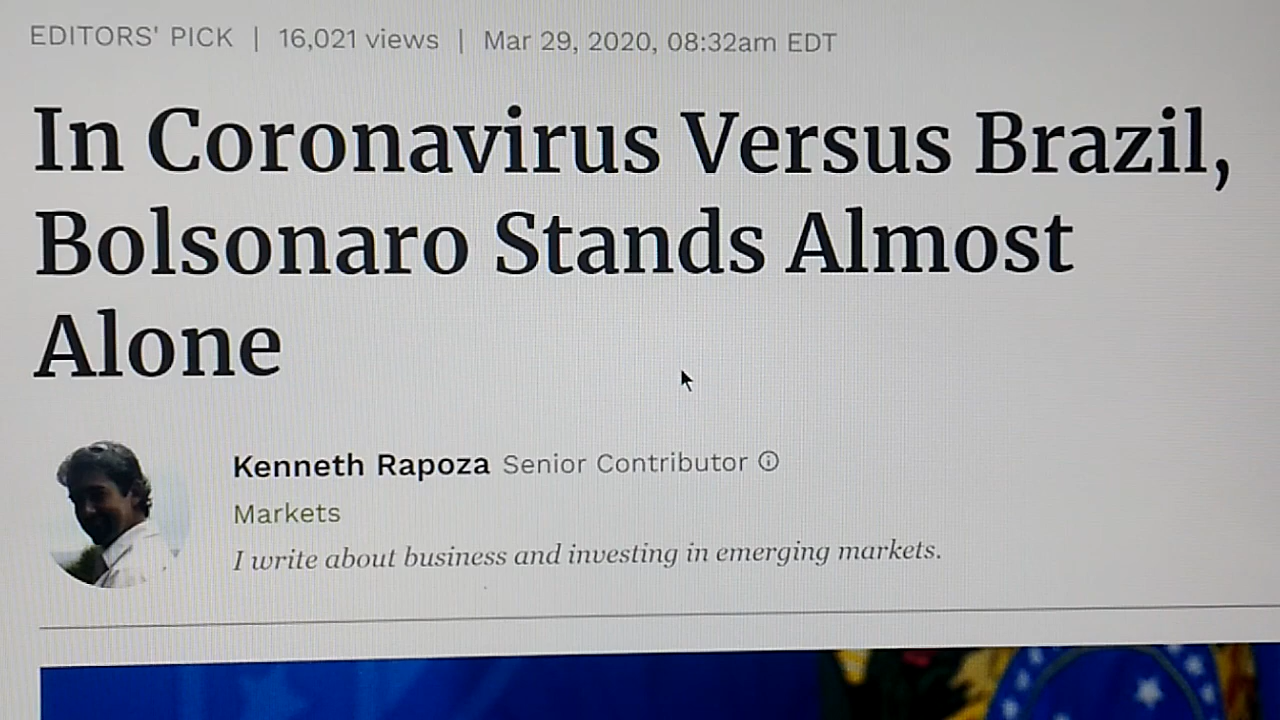 EDITORS' PICK | 16,021 views | Mar 29, 2020, 08:32am EDT
In Coronavirus Versus Brazil,
Bolsonaro Stands Almost
Alone
Kenneth Rapoza Senior Contributor
Markets
I write about business and investing in emerging markets.